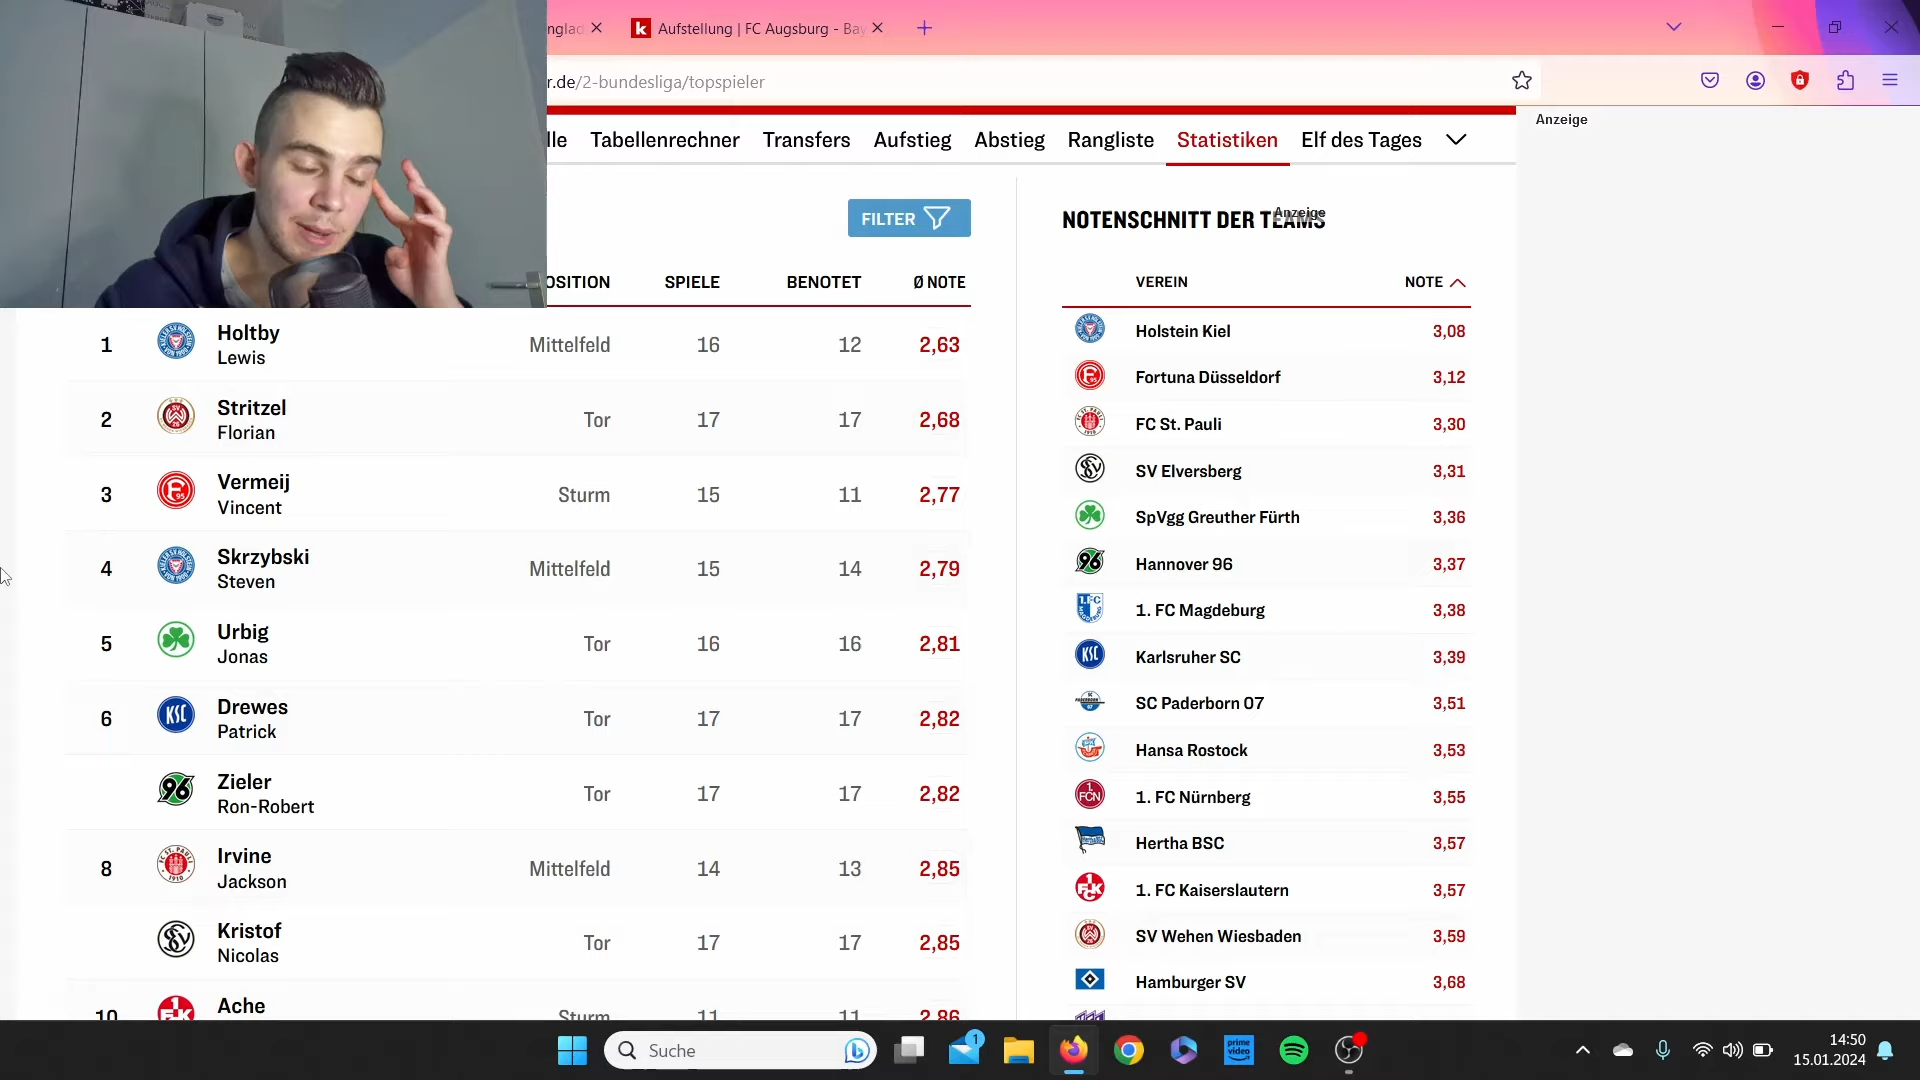 nglad
Aufstellung | FC Augsburg - Bay
r.de/2-bundesliga/topspieler
Anzeige
lle Tabellenrechner Transfers Aufstieg Abstieg Rangliste Statistiken Elf des Tages
FILTER
NOTENSCHNITT DER TEAMS
Anzeige
OSITION SPIELE BENOTET Ø NOTE
VEREIN NOTE
1 Holtby Lewis Mittelfeld 16 12 2,63
2 Stritzel Florian Tor 17 17 2,68
3 Vermeij Vincent Sturm 15 11 2,77
4 Skrzybski Steven Mittelfeld 15 14 2,79
5 Urbig Jonas Tor 16 16 2,81
6 Drewes Patrick Tor 17 17 2,82
Zieler Ron-Robert Tor 17 17 2,82
8 Irvine Jackson Mittelfeld 14 13 2,85
Kristof Nicolas Tor 17 17 2,85
10 Ache Sturm 11 11 2,86
Holstein Kiel 3,08
Fortuna Düsseldorf 3,12
FC St. Pauli 3,30
SV Elversberg 3,31
SpVgg Greuther Fürth 3,36
Hannover 96 3,37
1. FC Magdeburg 3,38
Karlsruher SC 3,39
SC Paderborn 07 3,51
Hansa Rostock 3,53
1. FC Nürnberg 3,55
Hertha BSC 3,57
1. FC Kaiserslautern 3,57
SV Wehen Wiesbaden 3,59
Hamburger SV 3,68
Suche
1
prime video
14:50
15.01.2024